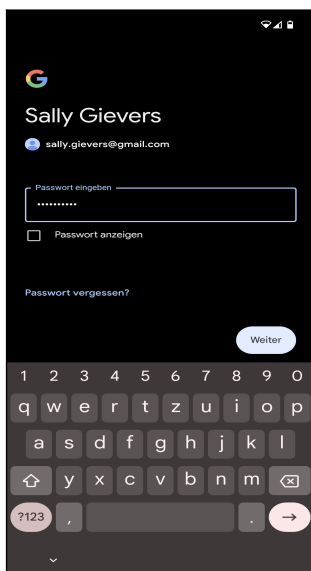 Sally Gievers
sally.gievers@gmail.com
Passwort eingeben
••••••••••
Passwort anzeigen
Passwort vergessen?
Weiter
1 2 3 4 5 6 7 8 9 0
q w e r t z u i o p
a s d f g h j k l
y x c v b n m
?123 , .